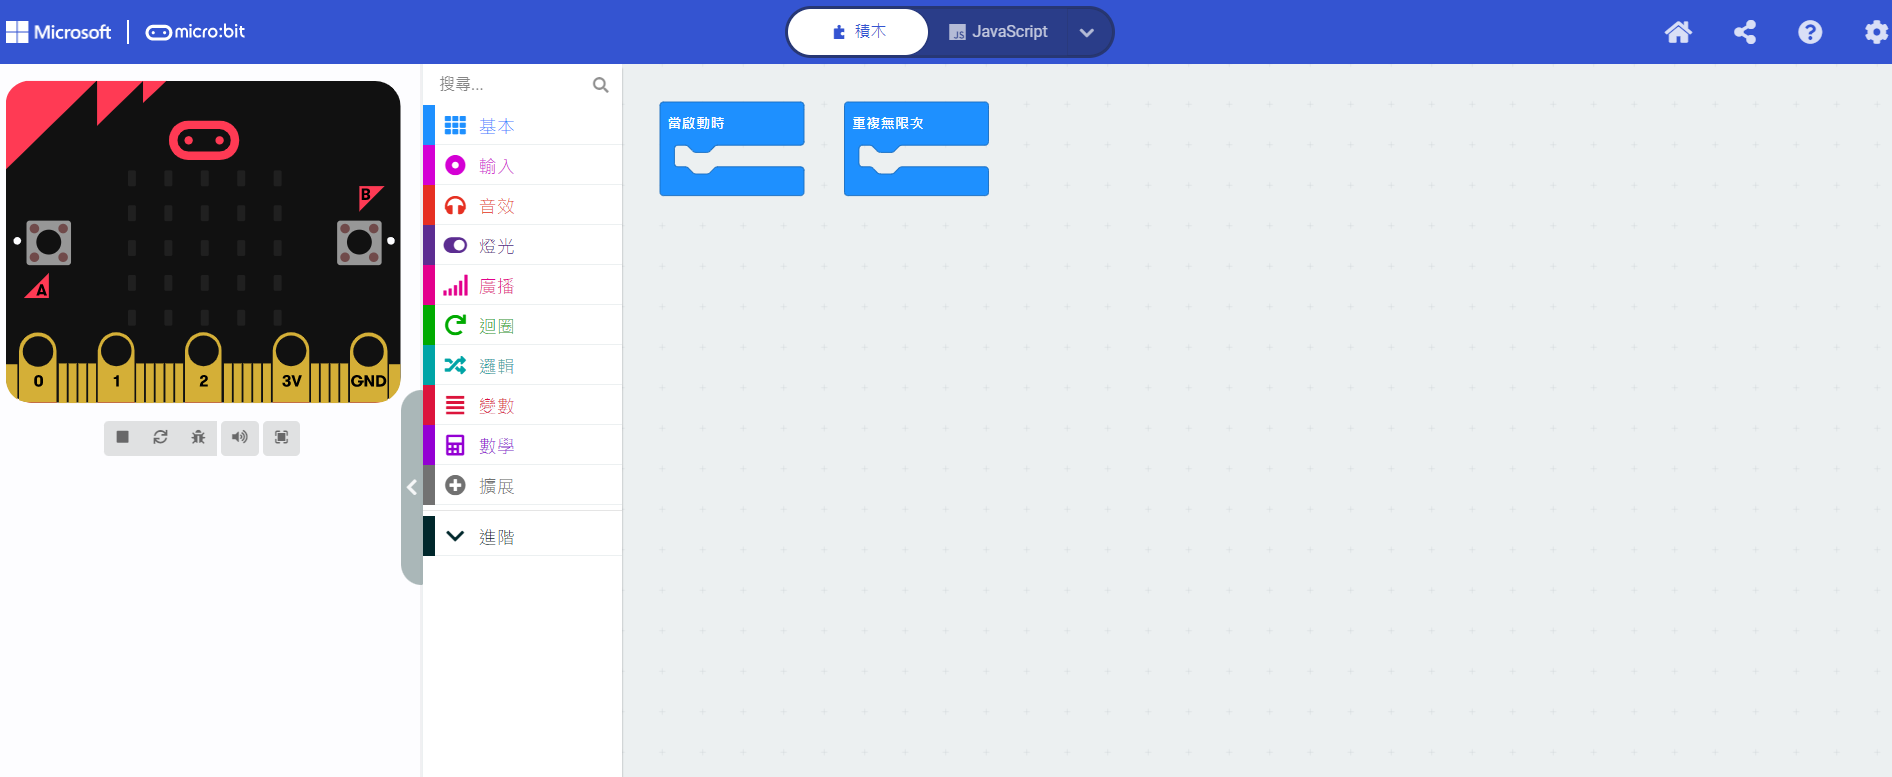 Microsoft
micro:bit
積木
JavaScript
搜尋...
基本
輸入
音效
燈光
廣播
迴圈
邏輯
變數
數學
擴展
進階
當啟動時
重複無限次
B
A
0
1
2
3V
GND
JS